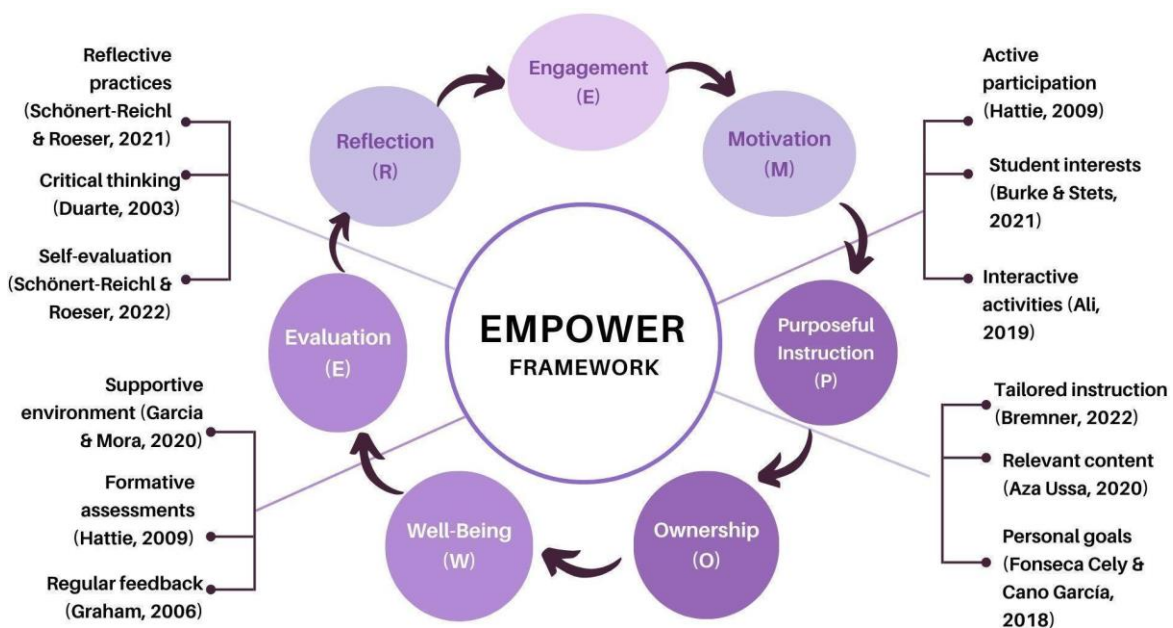 Reflective
practices
(Schönert-Reichl
& Roeser, 2021)
Critical thinking
(Duarte, 2003)
Self-evaluation
(Schönert-Reichl &
Roeser, 2022)
Supportive
environment (Garcia
& Mora, 2020)
Formative
assessments
(Hattie, 2009)
Regular feedback
(Graham, 2006)
Engagement
(E)
Motivation
(M)
Purposeful
Instruction
(P)
Ownership
(O)
Well-Being
(W)
Evaluation
(E)
Reflection
(R)
EMPOWER
FRAMEWORK
Active
participation
(Hattie, 2009)
Student interests
(Burke & Stets,
2021)
Interactive
activities (Ali,
2019)
Tailored instruction
(Bremner, 2022)
Relevant content
(Aza Ussa, 2020)
Personal goals
(Fonseca Cely &
Cano García,
2018)